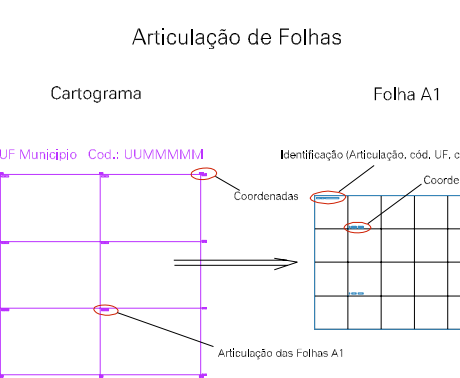 Articulação de Folhas
Cartograma
Folha A1
UF Municipio Cod.: UUMMMMM
Identificação (Articulação, cód, UF, c
Coordenadas
Coorde
Articulação das Folhas A1